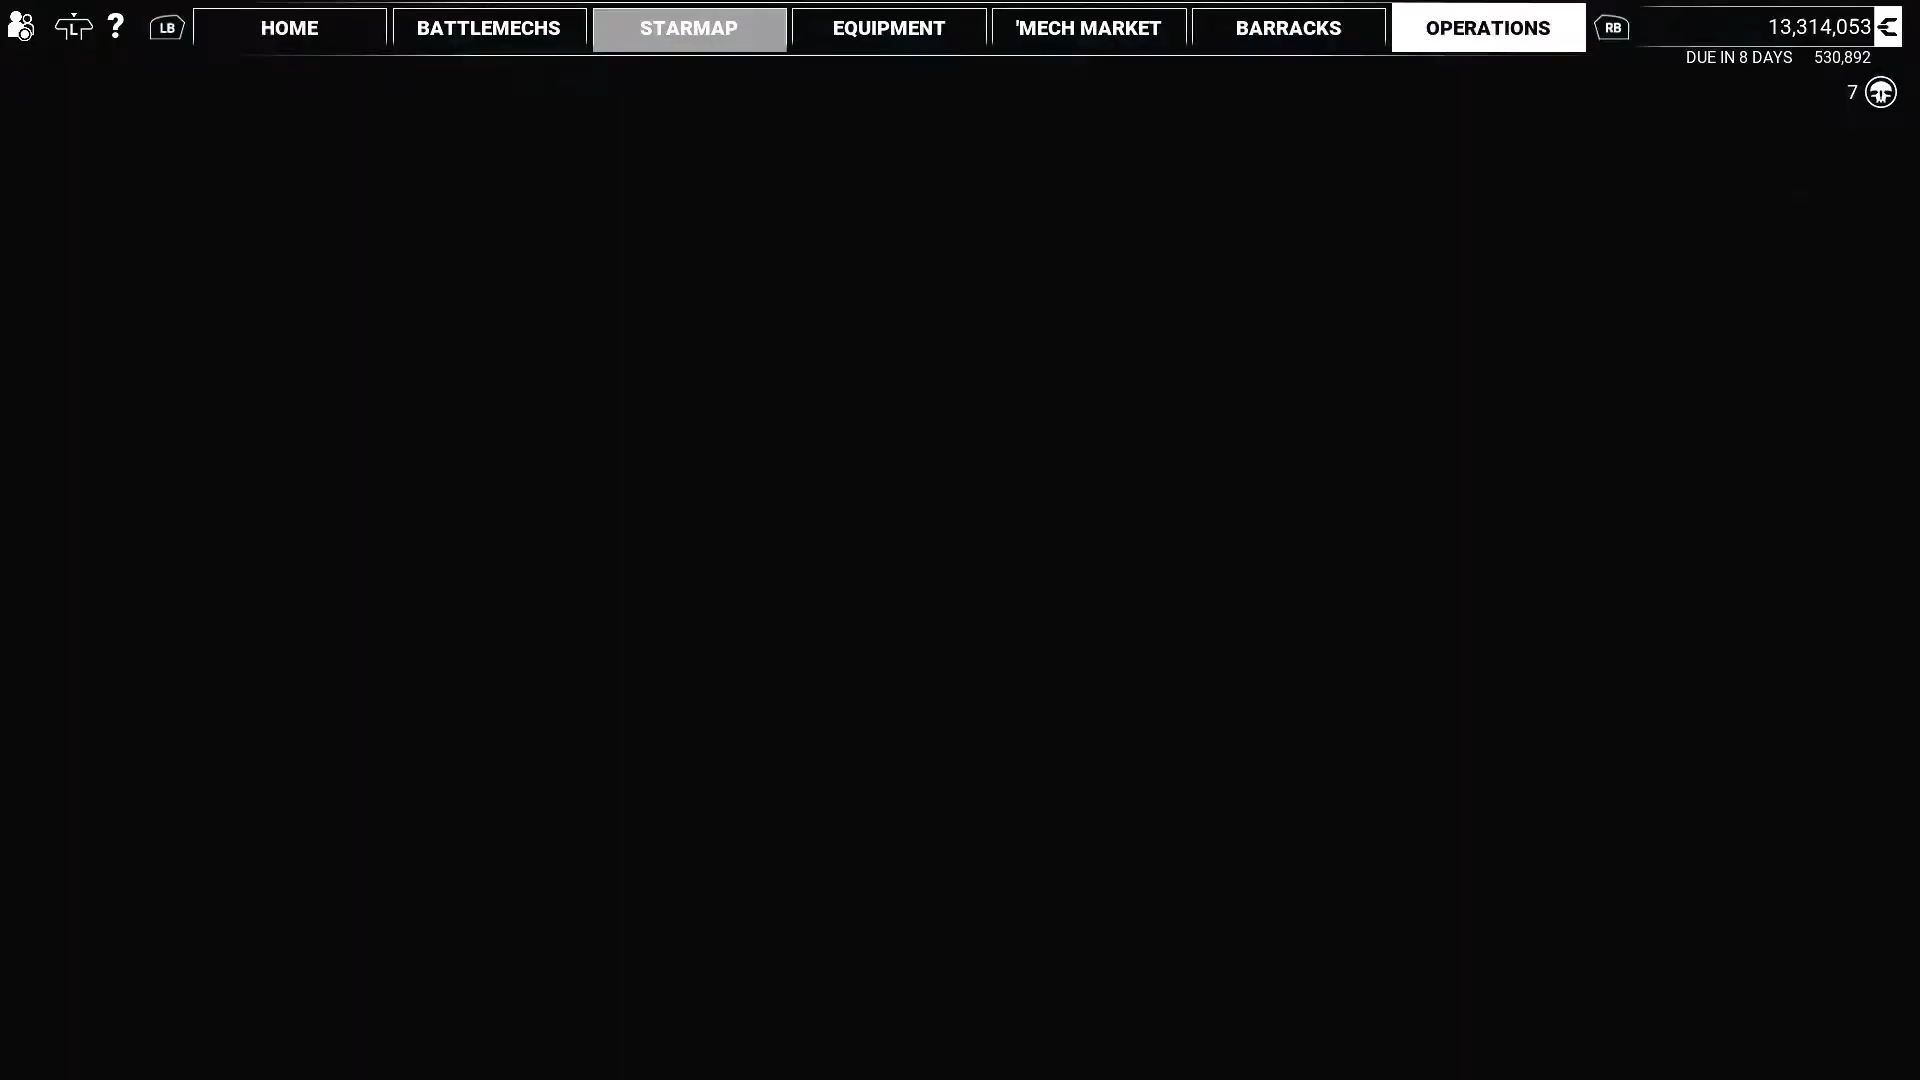 L
?
LB
HOME
BATTLEMECHS
STARMAP
EQUIPMENT
'MECH MARKET
BARRACKS
OPERATIONS
RB
13,314,053
DUE IN 8 DAYS 530,892
7